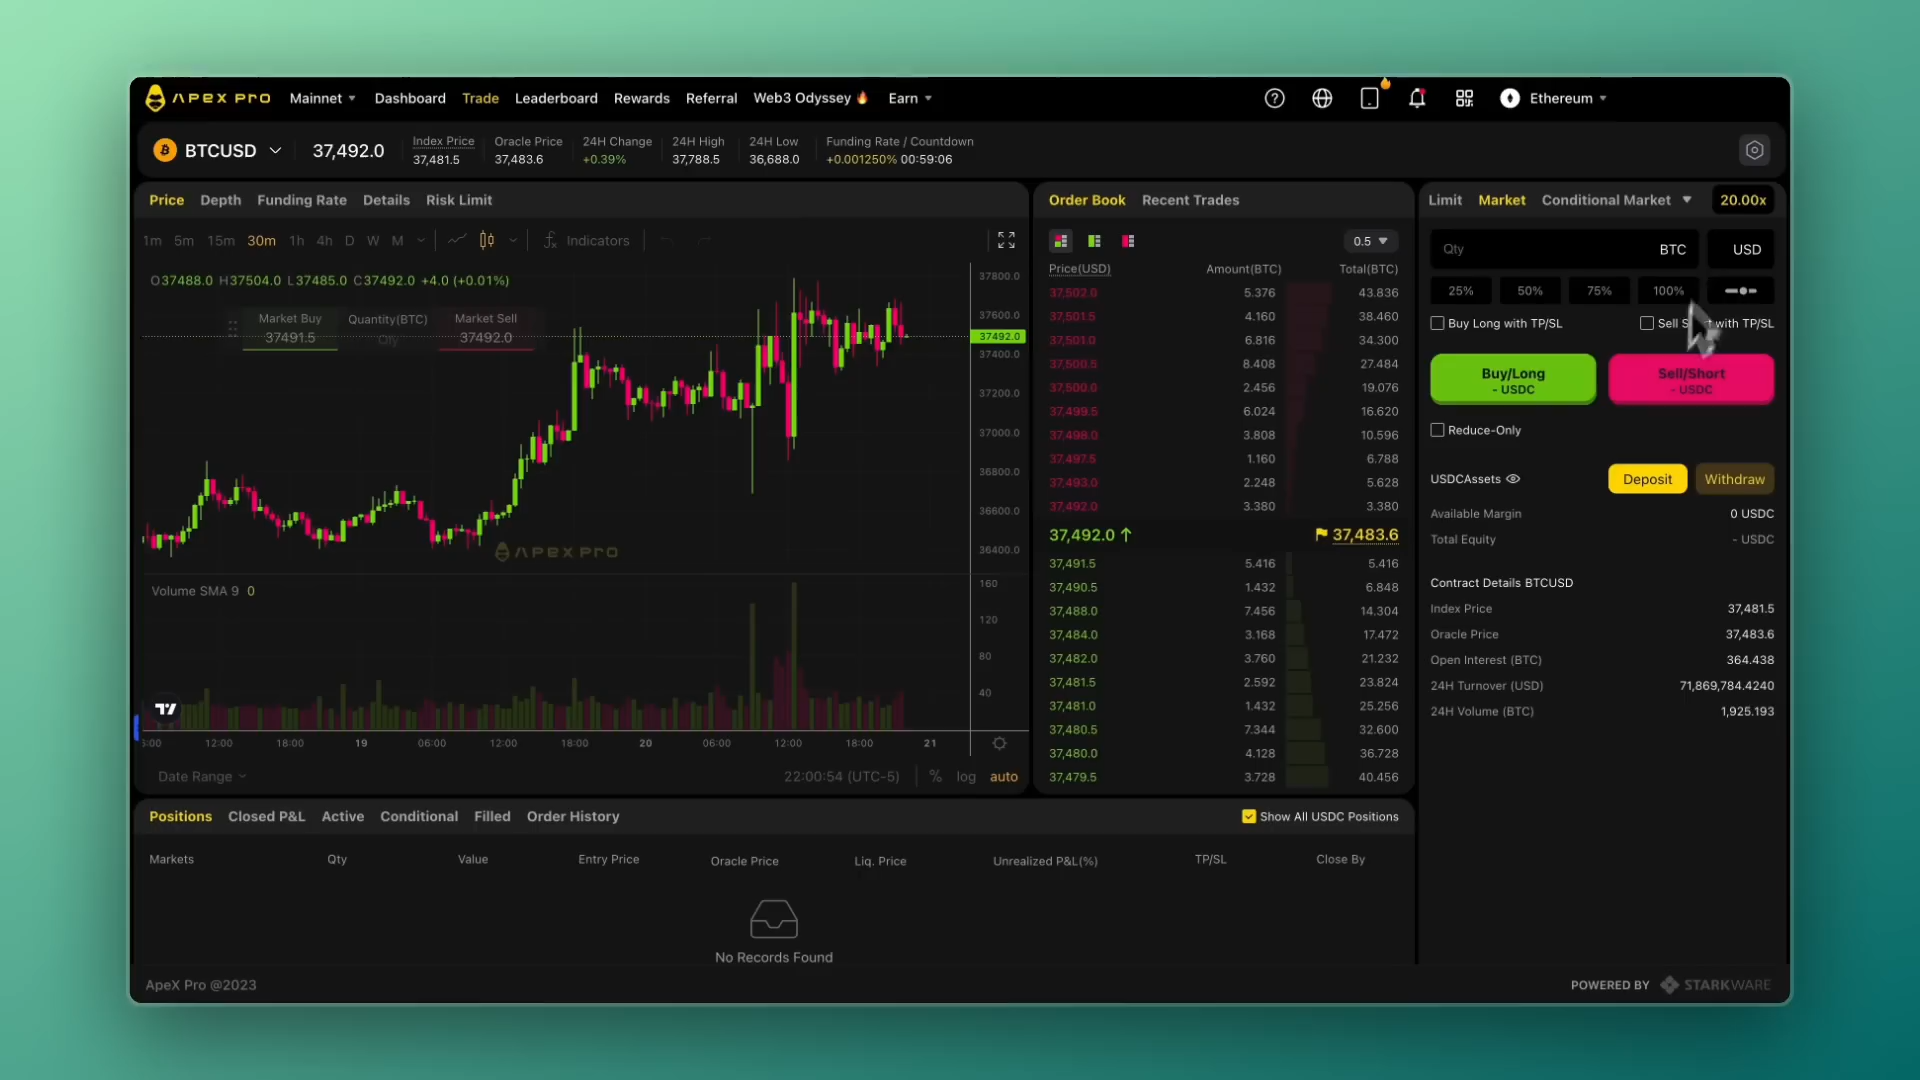 APEX PRO Mainnet Dashboard Trade Leaderboard Rewards Referral Web3 Odyssey Earn Ethereum
BTCUSD 37,492.0
Index Price Oracle Price 24H Change 24H High 24H Low Funding Rate / Countdown
37,481.5 37,483.6 +0.39% 37,788.5 36,688.0 +0.001250% 00:59:06
Price Depth Funding Rate Details Risk Limit
1m 5m 15m 30m 1h 4h D W M Indicators
O37488.0 H37504.0 L37485.0 C37492.0 +4.0 (+0.01%)
Market Buy Quantity(BTC) Market Sell
37491.5 Qty 37492.0
37800.0
37600.0
37492.0
37400.0
37200.0
37000.0
36800.0
36600.0
36400.0
APEX PRO
Volume SMA 9 0
160
120
80
40
12:00 18:00 19 06:00 12:00 18:00 20 06:00 12:00 18:00 21
Date Range 22:00:54 (UTC-5) % log auto
Order Book Recent Trades
0.5
Price(USD) Amount(BTC) Total(BTC)
37,502.0 5.376 43.836
37,501.5 4.160 38.460
37,501.0 6.816 34.300
37,500.5 8.408 27.484
37,500.0 2.456 19.076
37,499.5 6.024 16.620
37,498.0 3.808 10.596
37,497.5 1.160 6.788
37,493.0 2.248 5.628
37,492.0 3.380 3.380
37,492.0 37,483.6
37,491.5 5.416 5.416
37,490.5 1.432 6.848
37,488.0 7.456 14.304
37,484.0 3.168 17.472
37,482.0 3.760 21.232
37,481.5 2.592 23.824
37,481.0 1.432 25.256
37,480.5 7.344 32.600
37,480.0 4.128 36.728
37,479.5 3.728 40.456
Limit Market Conditional Market 20.00x
Qty BTC USD
25% 50% 75% 100%
Buy Long with TP/SL Sell with TP/SL
Buy/Long Sell/Short
- USDC - USDC
Reduce-Only
USDCAssets Deposit Withdraw
Available Margin 0 USDC
Total Equity - USDC
Contract Details BTCUSD
Index Price 37,481.5
Oracle Price 37,483.6
Open Interest (BTC) 364.438
24H Turnover (USD) 71,869,784.4240
24H Volume (BTC) 1,925.193
Positions Closed P&L Active Conditional Filled Order History Show All USDC Positions
Markets Qty Value Entry Price Oracle Price Liq. Price Unrealized P&L(%) TP/SL Close By
No Records Found
ApeX Pro @2023 POWERED BY STARKWARE